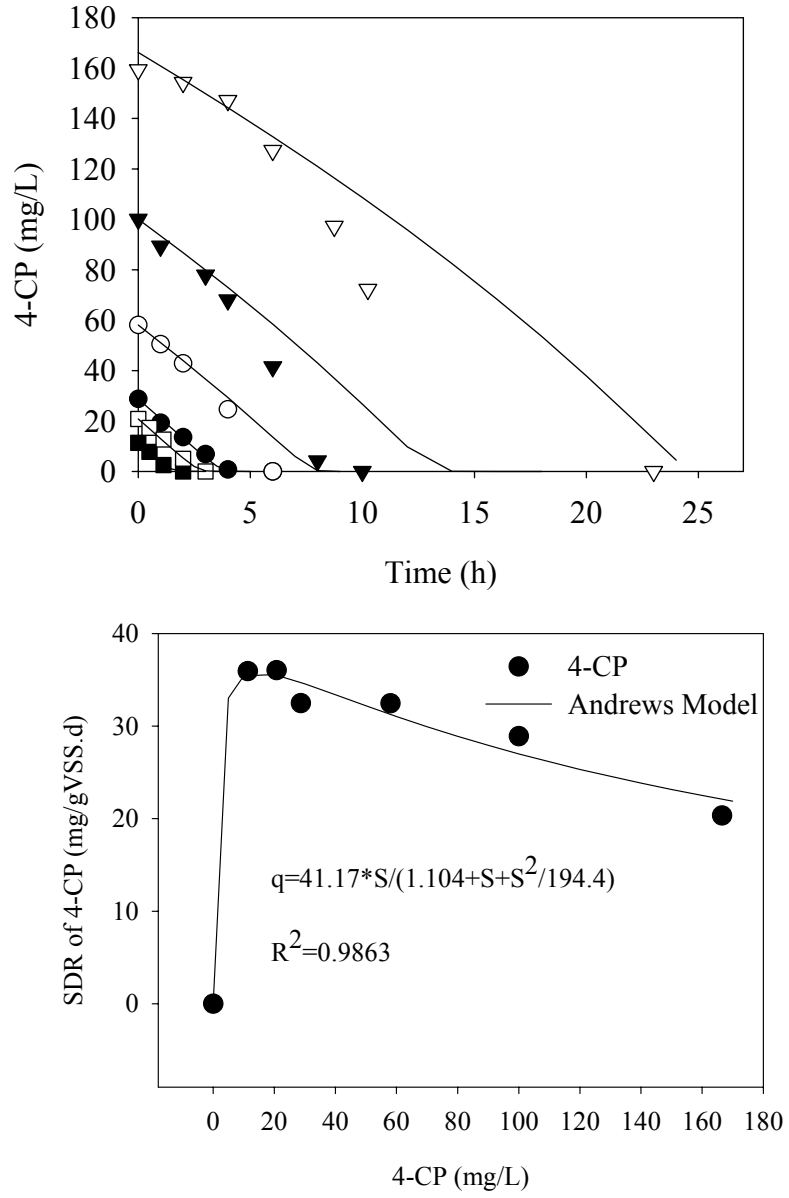 180
160
140
120
100
80
60
40
20
0
4-CP (mg/L)
0 5 10 15 20 25
Time (h)
40
30
20
10
0
SDR of 4-CP (mg/gVSS.d)
4-CP
Andrews Model
q=41.17*S/(1.104+S+S2/194.4)
R2=0.9863
0 20 40 60 80 100 120 140 160 180
4-CP (mg/L)